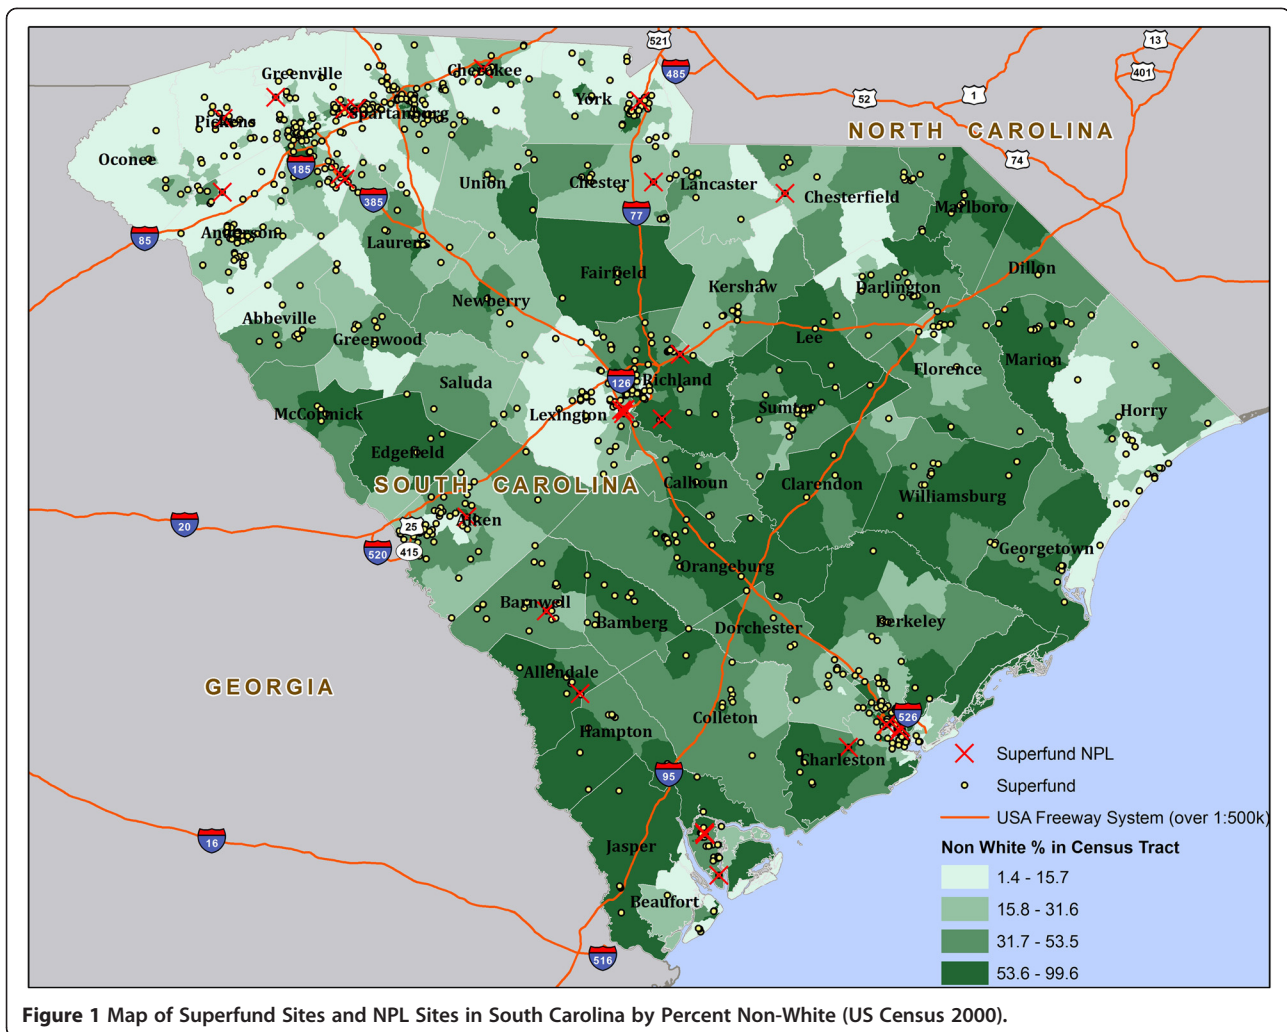 521
13
485
401
Greenville
Cherokee
52
1
York
Spartanburg
Pickens
NORTH CAROLINA
74
Oconee
185
Union
Chester
Lancaster
Chesterfield
385
77
Marlboro
85
Anderson
Laurens
Fairfield
Dillon
Kershaw
Darlington
Newberry
Abbeville
Greenwood
Lee
Marion
Florence
126
Richland
Saluda
McCormick
Lexington
Sumter
Horry
Edgefield
SOUTH CAROLINA
Calhoun
Clarendon
Williamsburg
20
25
Aiken
415
520
Georgetown
Orangeburg
Barnwell
Bamberg
Dorchester
Berkeley
Allendale
GEORGIA
Colleton
526
Hampton
Charleston
95
16
Jasper
Beaufort
516
Superfund NPL
Superfund
USA Freeway System (over 1:500k)
Non White % in Census Tract
1.4 - 15.7
15.8 - 31.6
31.7 - 53.5
53.6 - 99.6
Figure 1 Map of Superfund Sites and NPL Sites in South Carolina by Percent Non-White (US Census 2000).